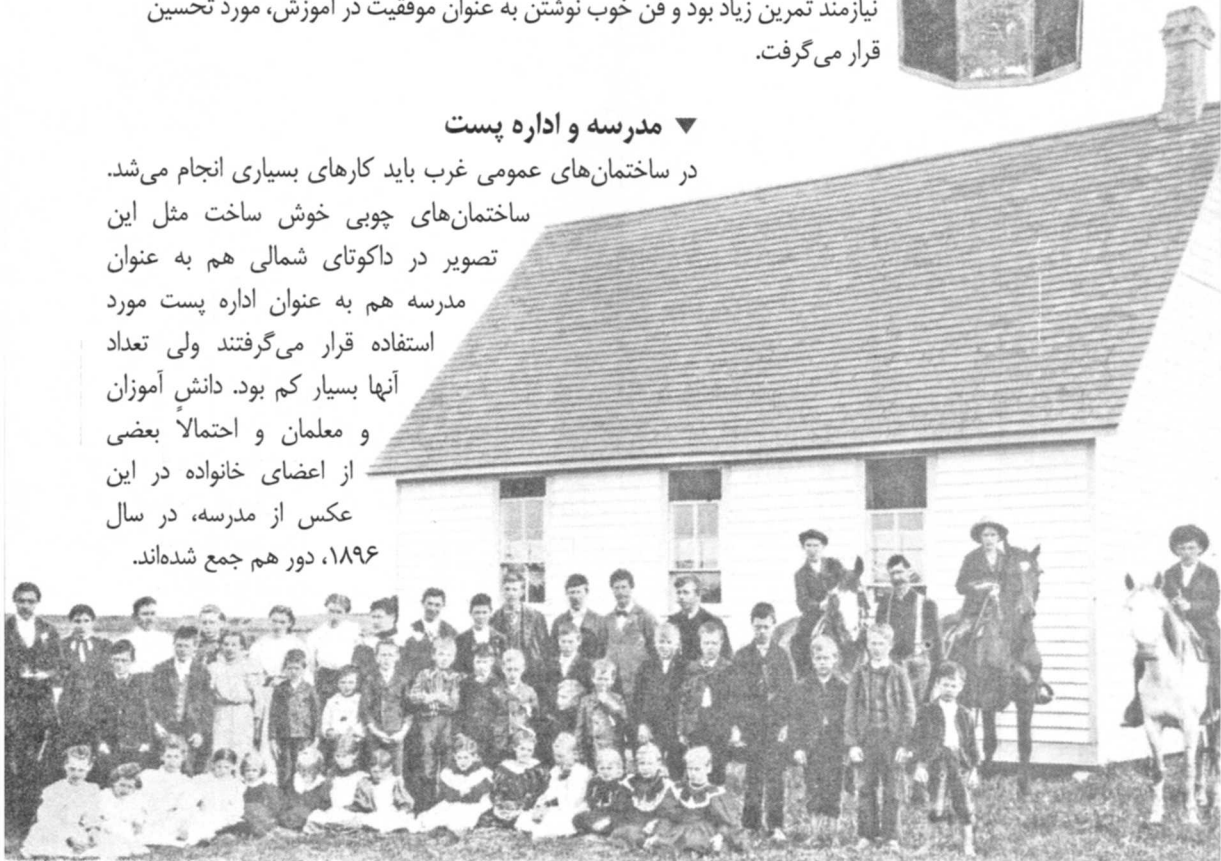 نیازمند تمرین زیاد بود و فن خوب نوشتن به عنوان موفقیت در آموزش، مورد تحسین
قرار می‌گرفت.
▼ مدرسه و اداره پست
در ساختمان‌های عمومی غرب باید کارهای بسیاری انجام می‌شد.
ساختمان‌های چوبی خوش ساخت مثل این
تصویر در داکوتای شمالی هم به عنوان
مدرسه هم به عنوان اداره پست مورد
استفاده قرار می‌گرفتند ولی تعداد
آنها بسیار کم بود. دانش آموزان
و معلمان و احتمالاً بعضی
از اعضای خانواده در این
عکس از مدرسه، در سال
۱۸۹۶، دور هم جمع شده‌اند.